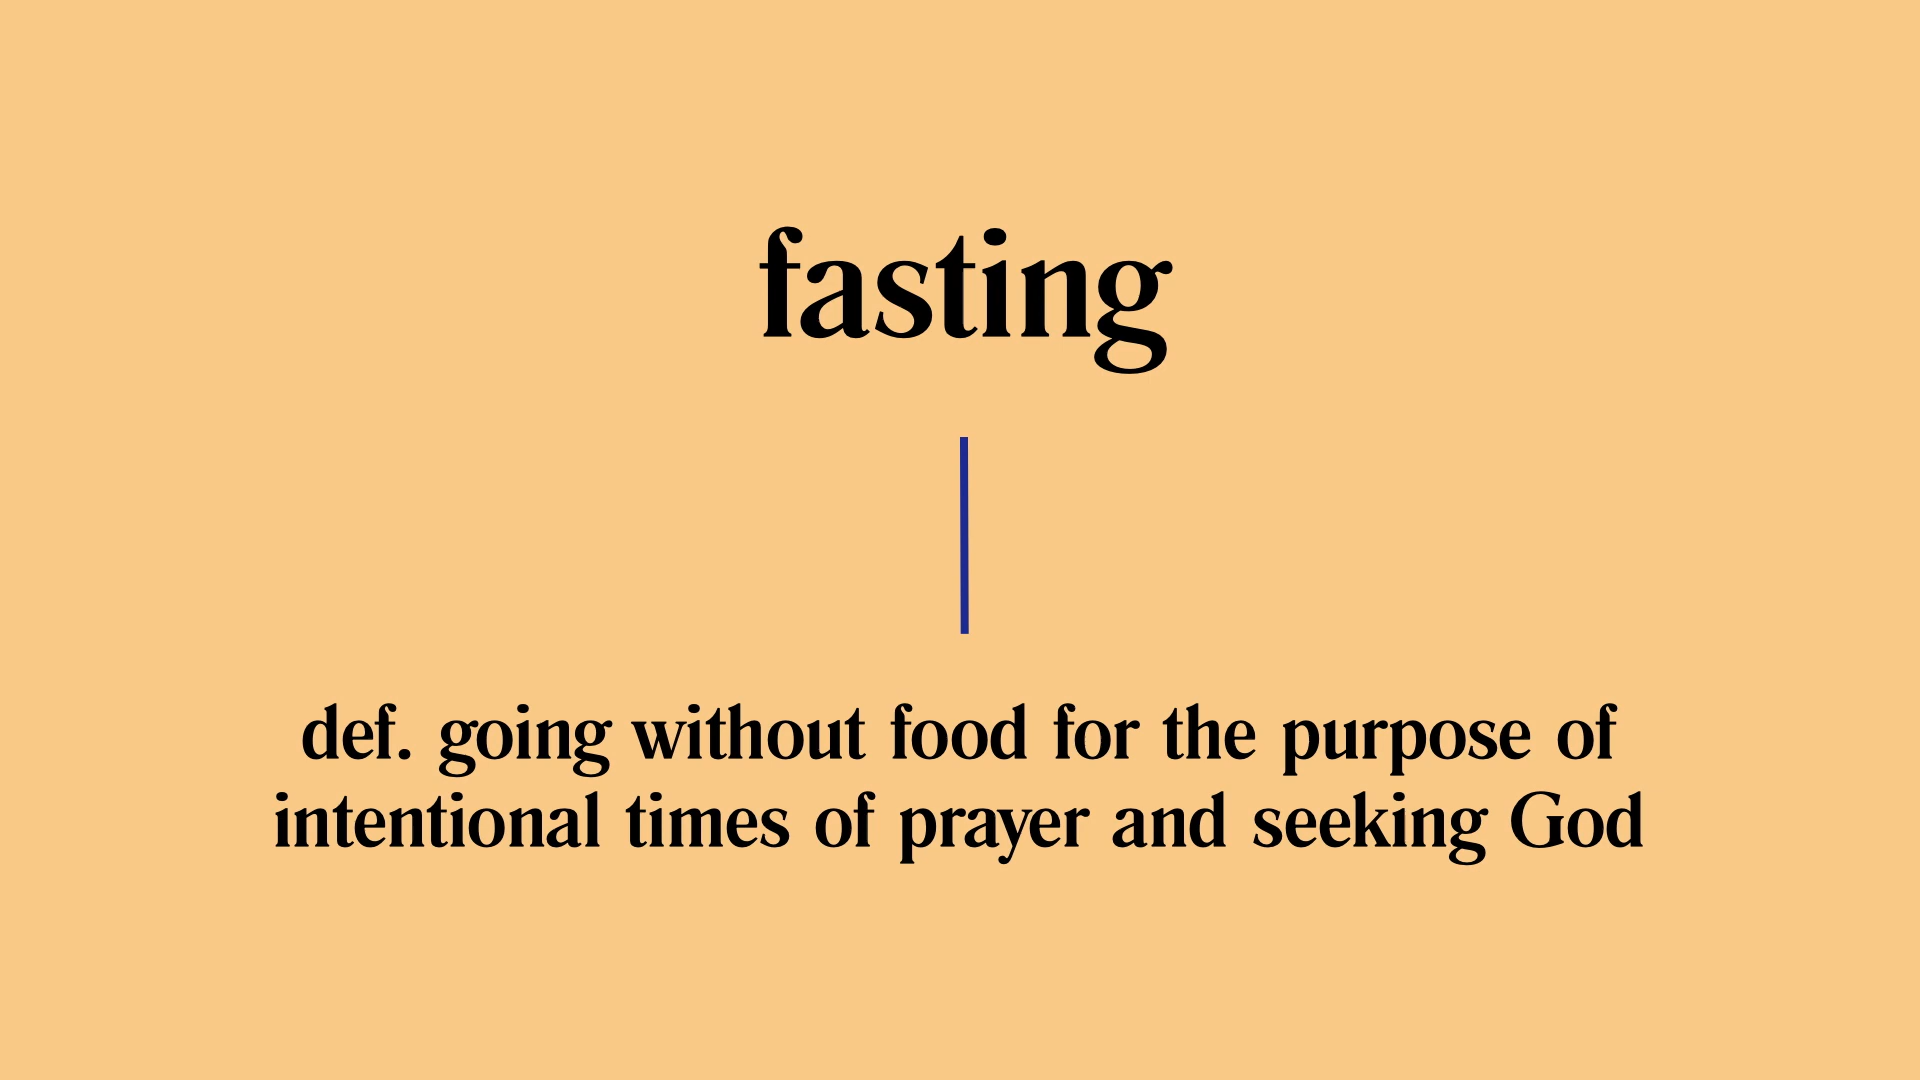 fasting
def. going without food for the purpose of
intentional times of prayer and seeking God